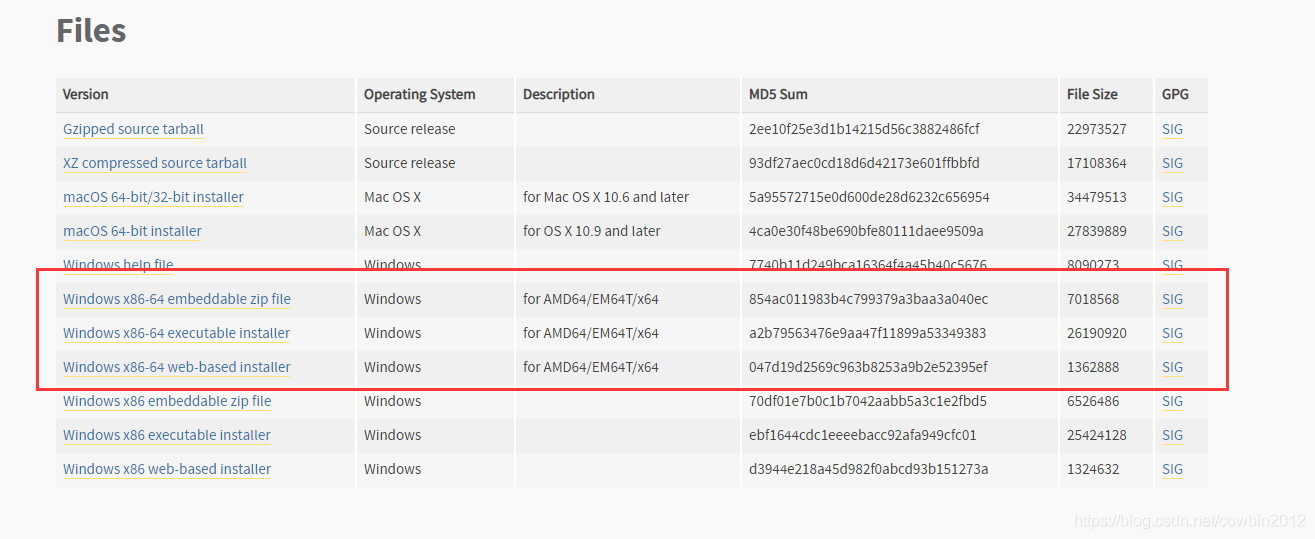 Files
Version Operating System Description MD5 Sum File Size GPG
Gzipped source tarball Source release 2ee10f25e3d1b14215d56c3882486fcf 22973527 SIG
XZ compressed source tarball Source release 93df27aec0cd18d6d42173e601ffbbfd 17108364 SIG
macOS 64-bit/32-bit installer Mac OS X for Mac OS X 10.6 and later 5a95572715e0d600de28d6232c656954 34479513 SIG
macOS 64-bit installer Mac OS X for OS X 10.9 and later 4ca0e30f48be690bfe80111daee9509a 27839889 SIG
Windows help file Windows 7740b11d249bca16364f4a45b40c5676 8090273 SIG
Windows x86-64 embeddable zip file Windows for AMD64/EM64T/x64 854ac011983b4c799379a3baa3a040ec 7018568 SIG
Windows x86-64 executable installer Windows for AMD64/EM64T/x64 a2b79563476e9aa47f11899a53349383 26190920 SIG
Windows x86-64 web-based installer Windows for AMD64/EM64T/x64 047d19d2569c963b8253a9b2e52395ef 1362888 SIG
Windows x86 embeddable zip file Windows 70df01e7b0c1b7042aabb5a3c1e2fbd5 6526486 SIG
Windows x86 executable installer Windows ebf1644cdc1eeeebacc92afa949cfc01 25424128 SIG
Windows x86 web-based installer Windows d3944e218a45d982f0abcd93b151273a 1324632 SIG
https://blog.csdn.net/cowbin2012